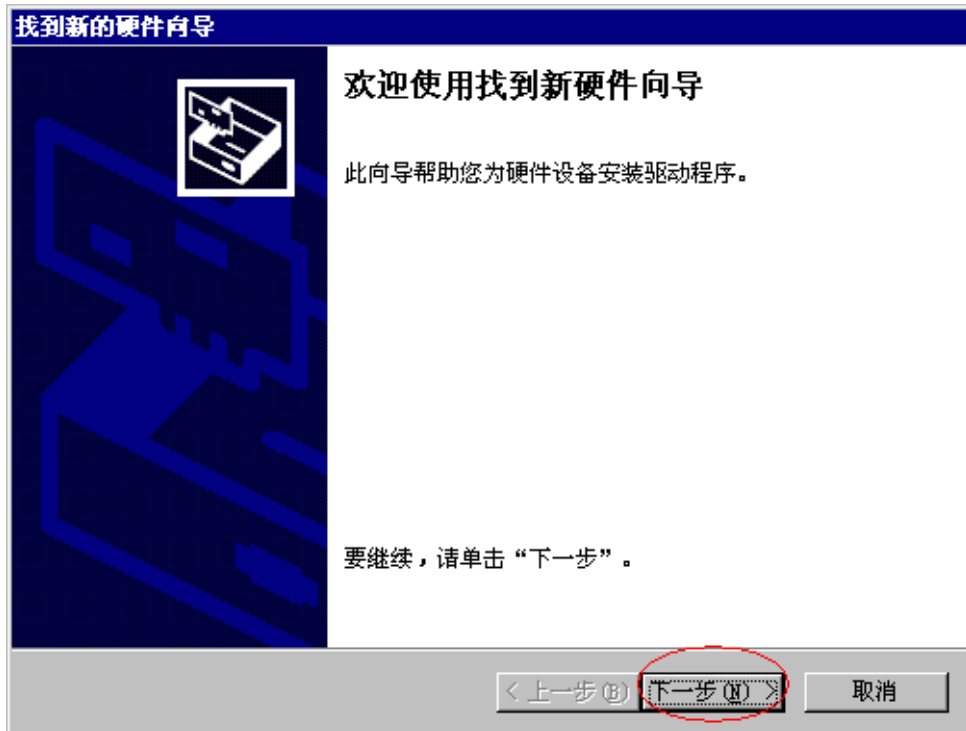 找到新的硬件向导
欢迎使用找到新硬件向导
此向导帮助您为硬件设备安装驱动程序。
要继续，请单击“下一步”。
< 上一步(B) 下一步(N) > 取消